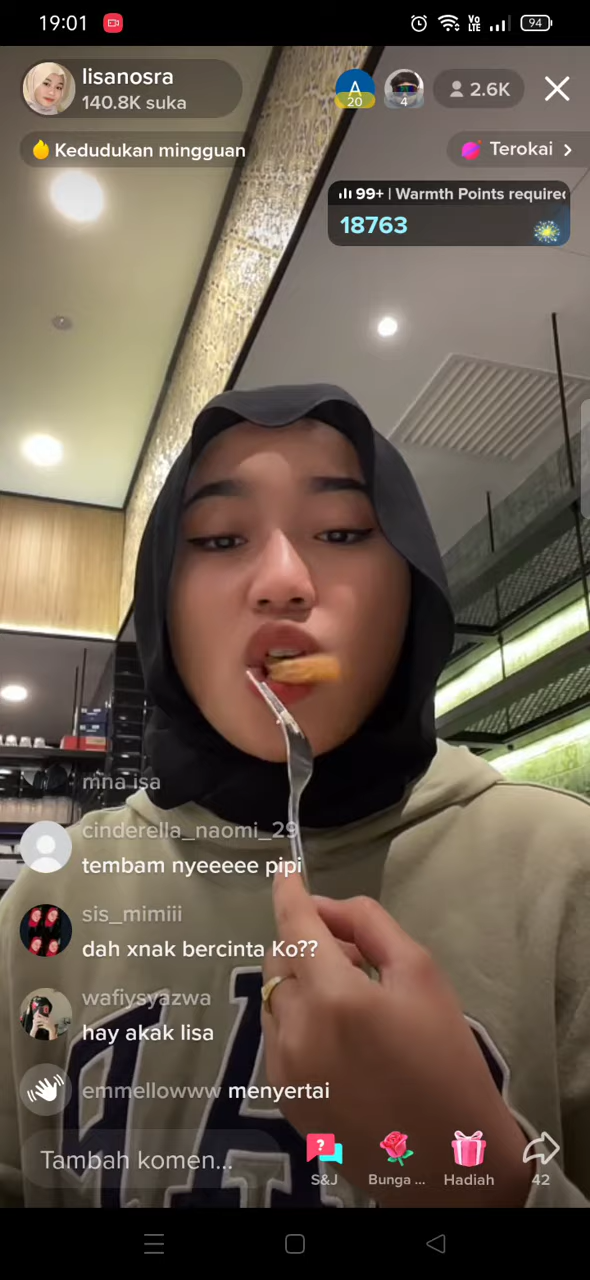 19:01
Vo
LTE
94
lisanosra
140.8K suka
20
4
2.6K
Kedudukan mingguan
Terokai
99+ | Warmth Points required
18763
mna isa
cinderella_naomi_29
tembam nyeeeee pipi
sis_mimiii
dah xnak bercinta Ko??
wafiysyazwa
hay akak lisa
emmellowww menyertai
Tambah komen...
S&J
Bunga ...
Hadiah
42